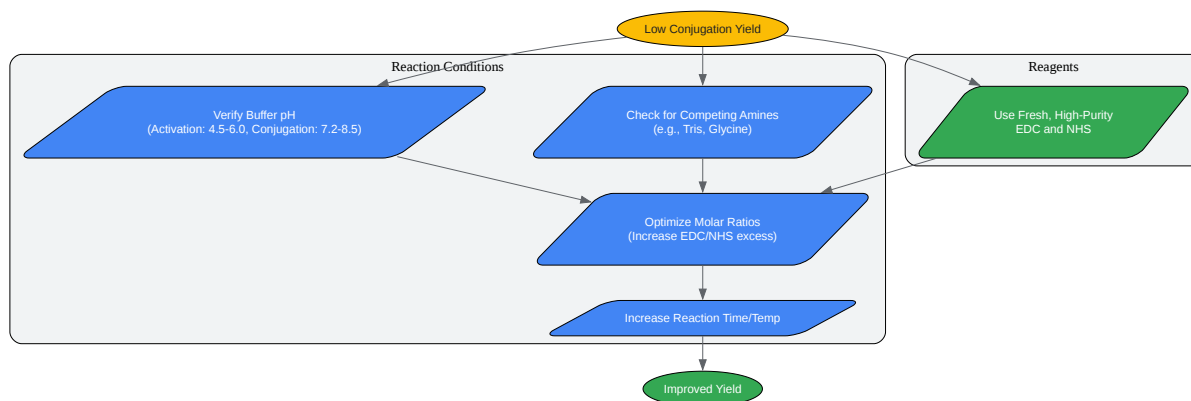 Low Conjugation Yield
Reaction Conditions
Reagents
Verify Buffer pH
(Activation: 4.5-6.0, Conjugation: 7.2-8.5)
Check for Competing Amines
(e.g., Tris, Glycine)
Use Fresh, High-Purity
EDC and NHS
Optimize Molar Ratios
(Increase EDC/NHS excess)
Increase Reaction Time/Temp
Improved Yield